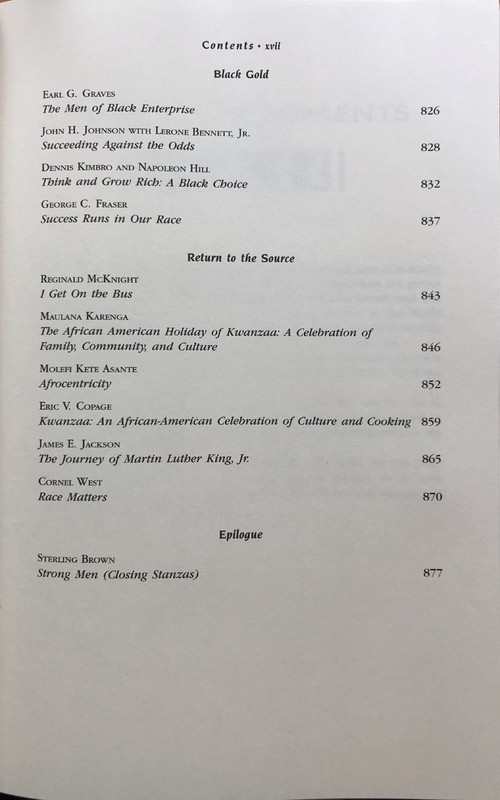 Contents • xvii
Black Gold
Earl G. Graves
The Men of Black Enterprise 826
John H. Johnson with Lerone Bennett, Jr.
Succeeding Against the Odds 828
Dennis Kimbro and Napoleon Hill
Think and Grow Rich: A Black Choice 832
George C. Fraser
Success Runs in Our Race 837
Return to the Source
Reginald McKnight
I Get On the Bus 843
Maulana Karenga
The African American Holiday of Kwanzaa: A Celebration of
Family, Community, and Culture 846
Molefi Kete Asante
Afrocentricity 852
Eric V. Copage
Kwanzaa: An African-American Celebration of Culture and Cooking 859
James E. Jackson
The Journey of Martin Luther King, Jr. 865
Cornel West
Race Matters 870
Epilogue
Sterling Brown
Strong Men (Closing Stanzas) 877